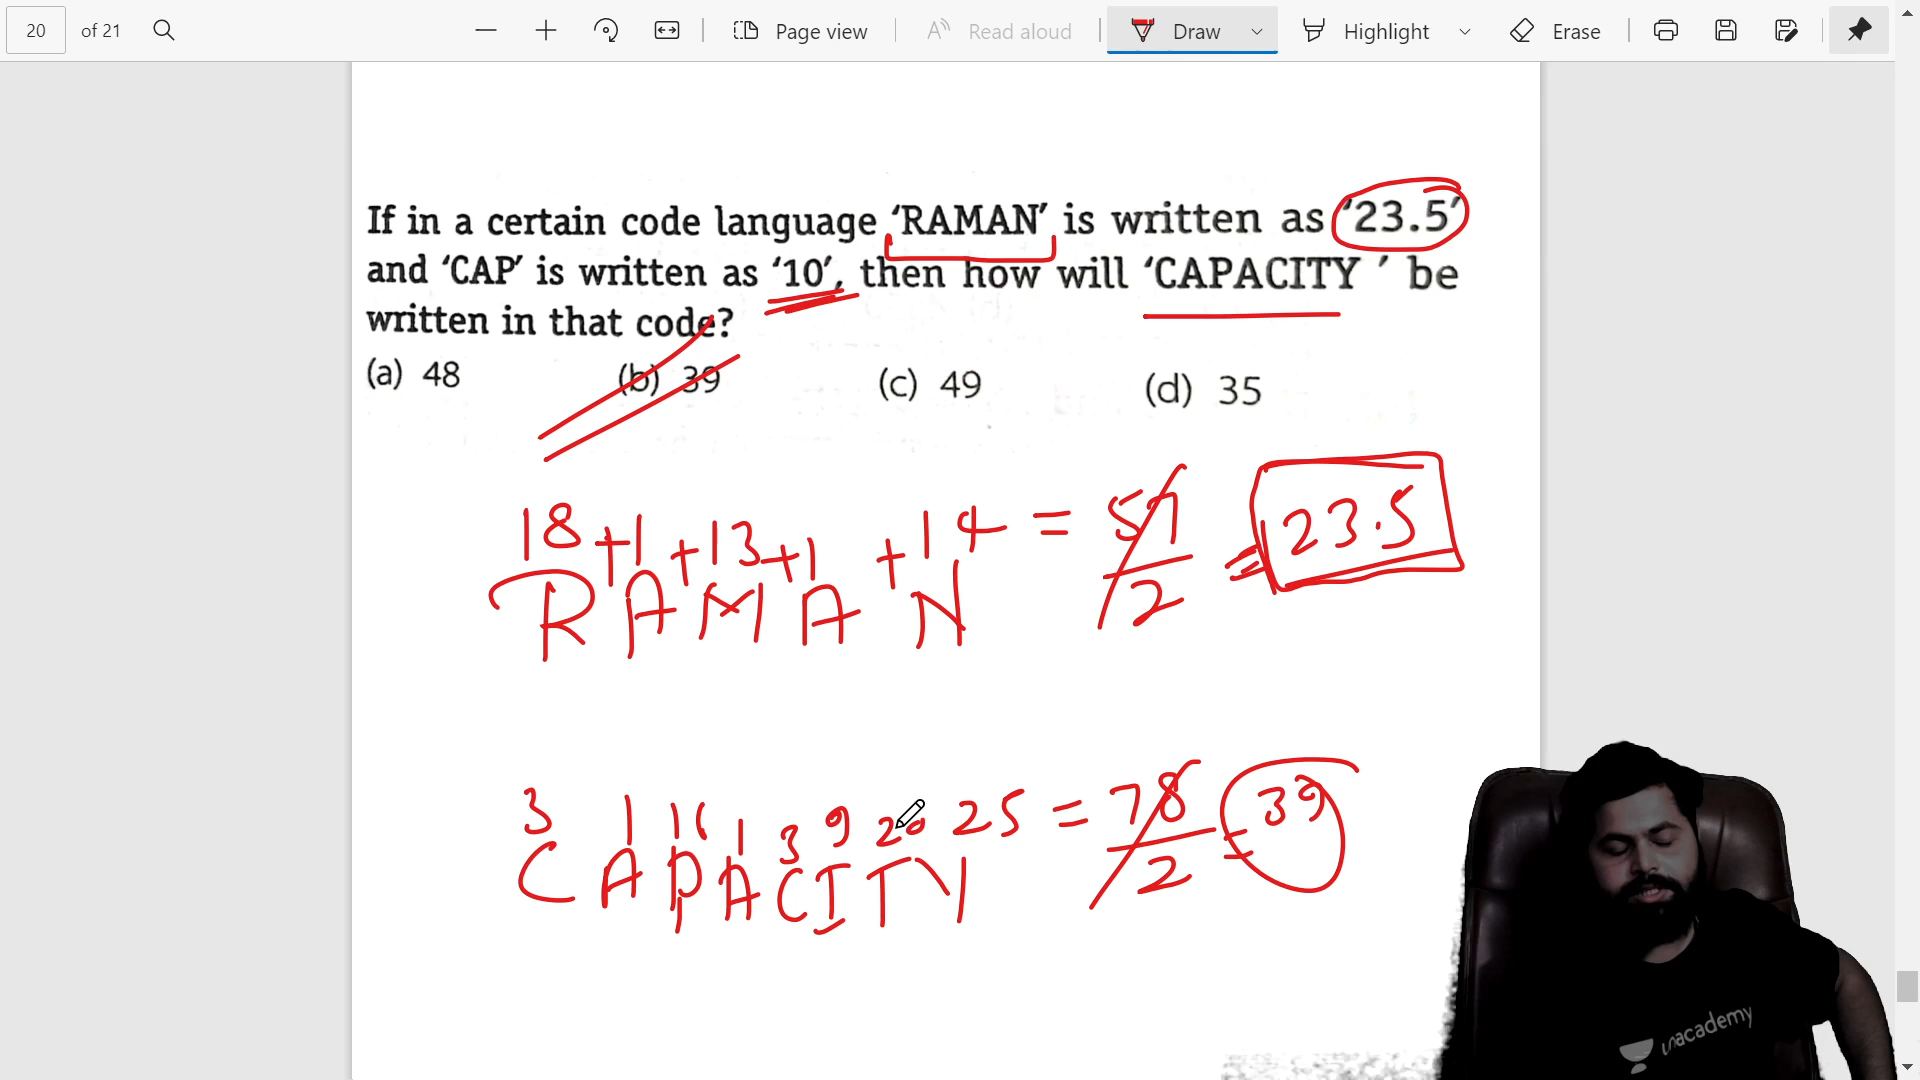 20 of 21 Page view Read aloud Draw Highlight Erase
If in a certain code language ‘RAMAN’ is written as ‘23.5’
and ‘CAP’ is written as ‘10’, then how will ‘CAPACITY ’ be
written in that code?
(a) 48 (b) 39 (c) 49 (d) 35
18 +1 +13 +1 +14 = 57/2 = 23.5
R A M A N
3 1 16 1 3 9 20 25 = 78/2 = 39
C A P A C I T Y
unacademy